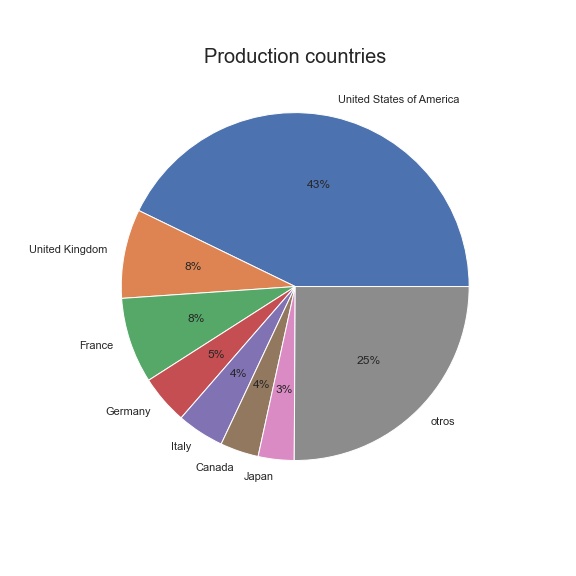 Production countries
United States of America
43%
United Kingdom
8%
France
8%
Germany
5%
Italy
4%
Canada
4%
Japan
3%
otros
25%